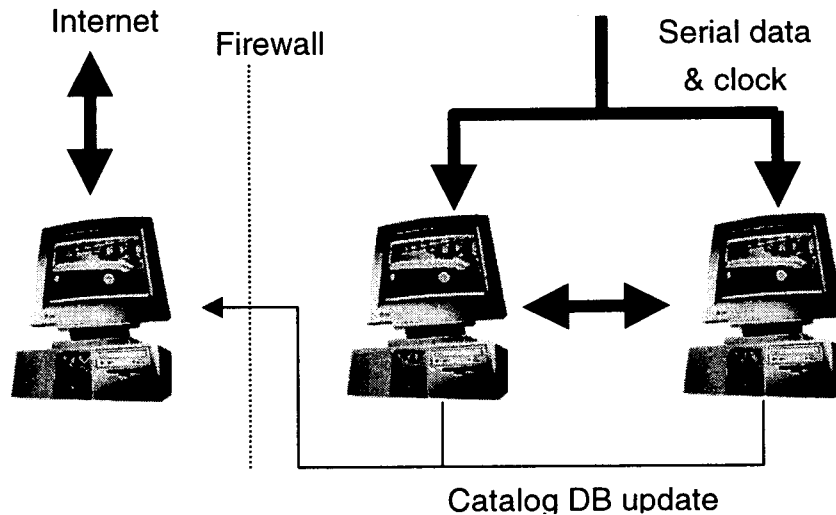 Internet
Firewall
Serial data
& clock
Catalog DB update